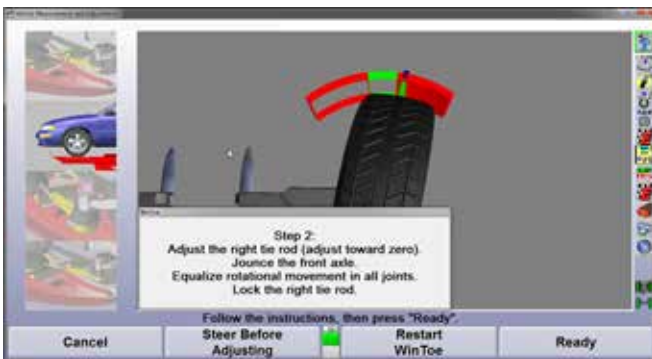 Step 2:
Adjust the right tie rod (adjust toward zero).
Jounce the front axle.
Equalize rotational movement in all joints.
Lock the right tie rod.
Follow the instructions, then press "Ready".
Cancel
Steer Before
Adjusting
Restart
WinToe
Ready